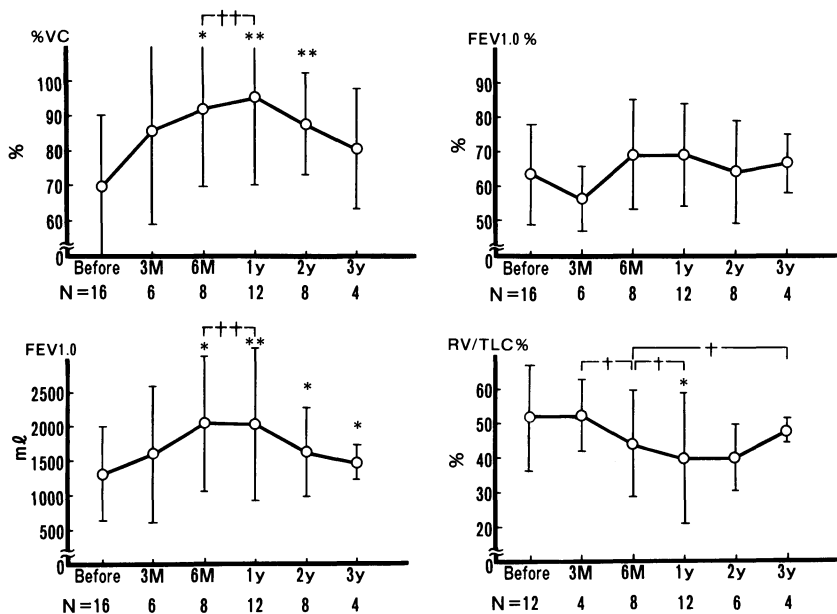 %VC
††
* ** **
100
90
80
70
60
0
%
Before 3M 6M 1y 2y 3y
N=16 6 8 12 8 4
FEV1.0 %
90
80
70
60
50
0
%
Before 3M 6M 1y 2y 3y
N=16 6 8 12 8 4
FEV1.0
††
* ** * *
2500
2000
1500
1000
500
0
mℓ
Before 3M 6M 1y 2y 3y
N=16 6 8 12 8 4
RV/TLC%
†
† †
*
60
50
40
30
20
0
%
Before 3M 6M 1y 2y 3y
N=12 4 8 12 6 4